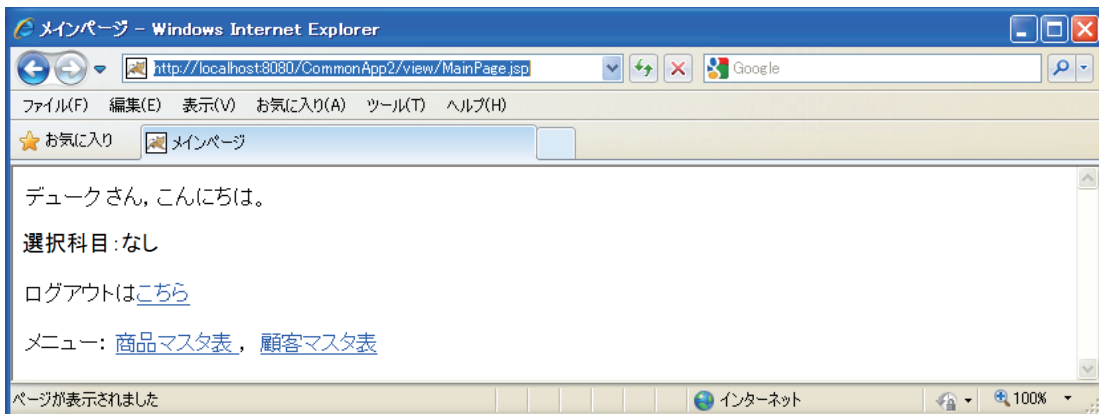 メインページ - Windows Internet Explorer
http://localhost:8080/CommonApp2/view/MainPage.jsp Google
ファイル(F) 編集(E) 表示(V) お気に入り(A) ツール(T) ヘルプ(H)
お気に入り メインページ
デュークさん, こんにちは。
選択科目:なし
ログアウトはこちら
メニュー: 商品マスタ表 , 顧客マスタ表
ページが表示されました インターネット 100%